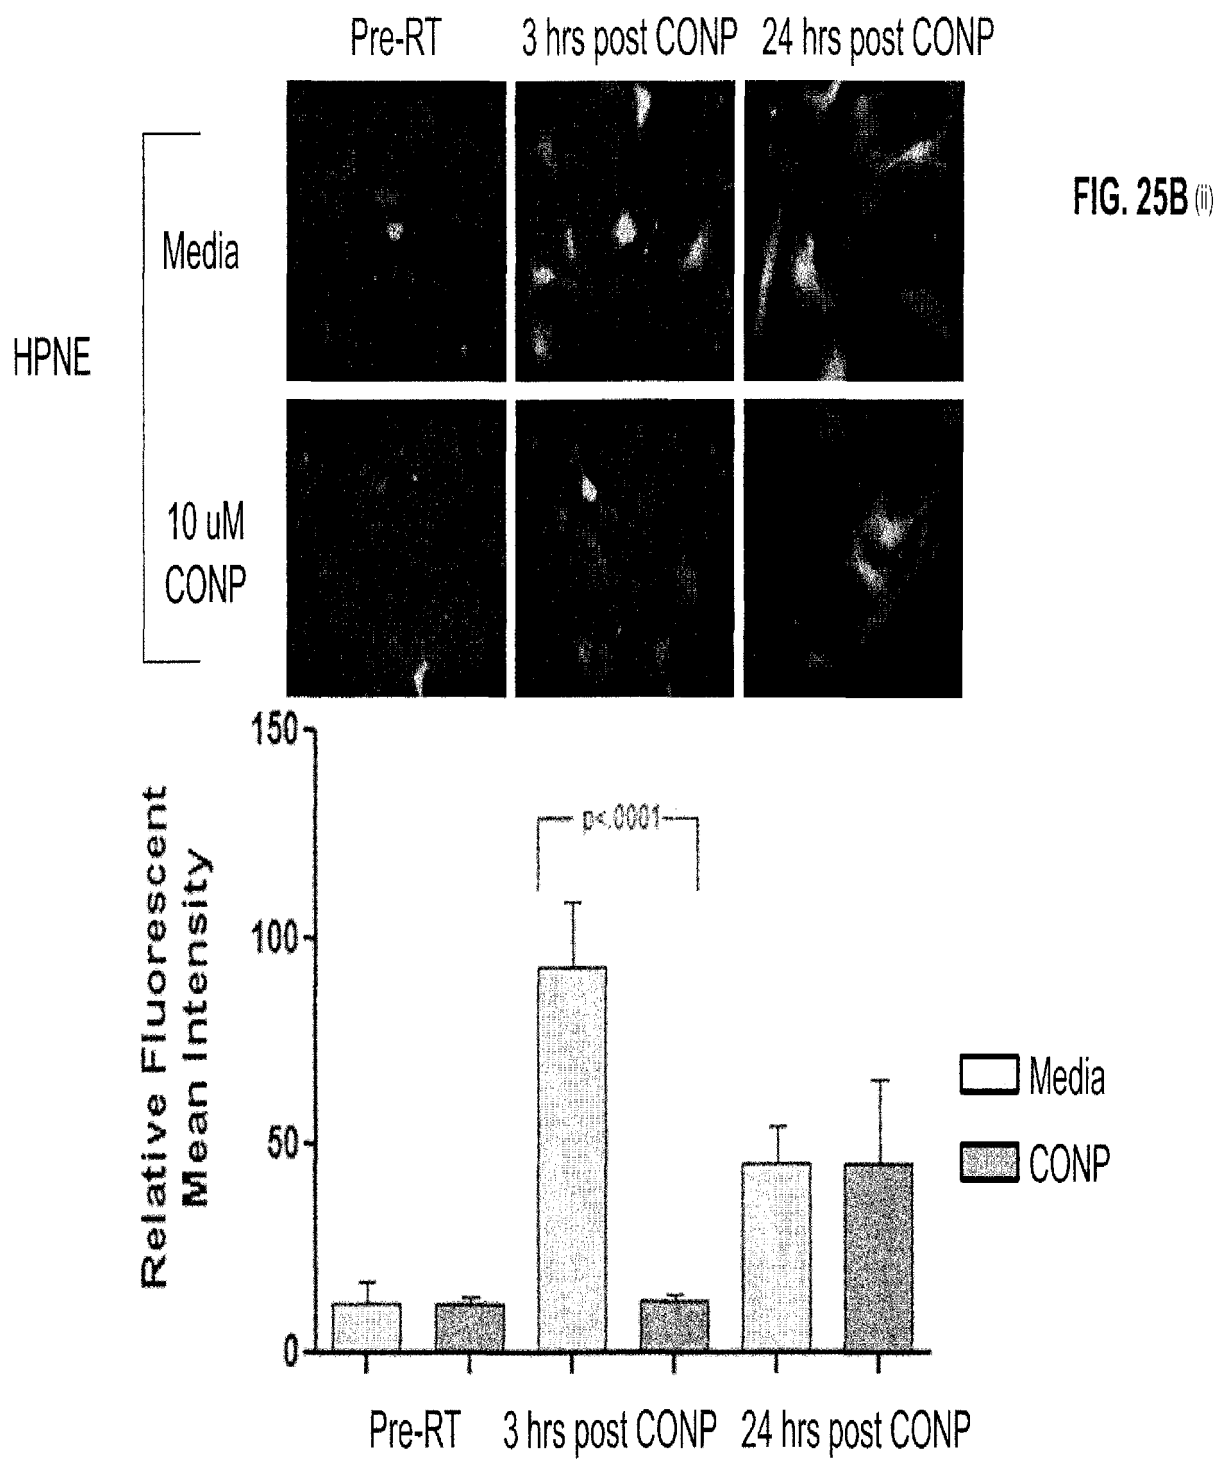 Pre-RT 3 hrs post CONP 24 hrs post CONP
FIG. 25B (ii)
Media
HPNE
10 uM
CONP
150
100
50
0
Relative Fluorescent
Mean Intensity
p<.0001
Media
CONP
Pre-RT 3 hrs post CONP 24 hrs post CONP